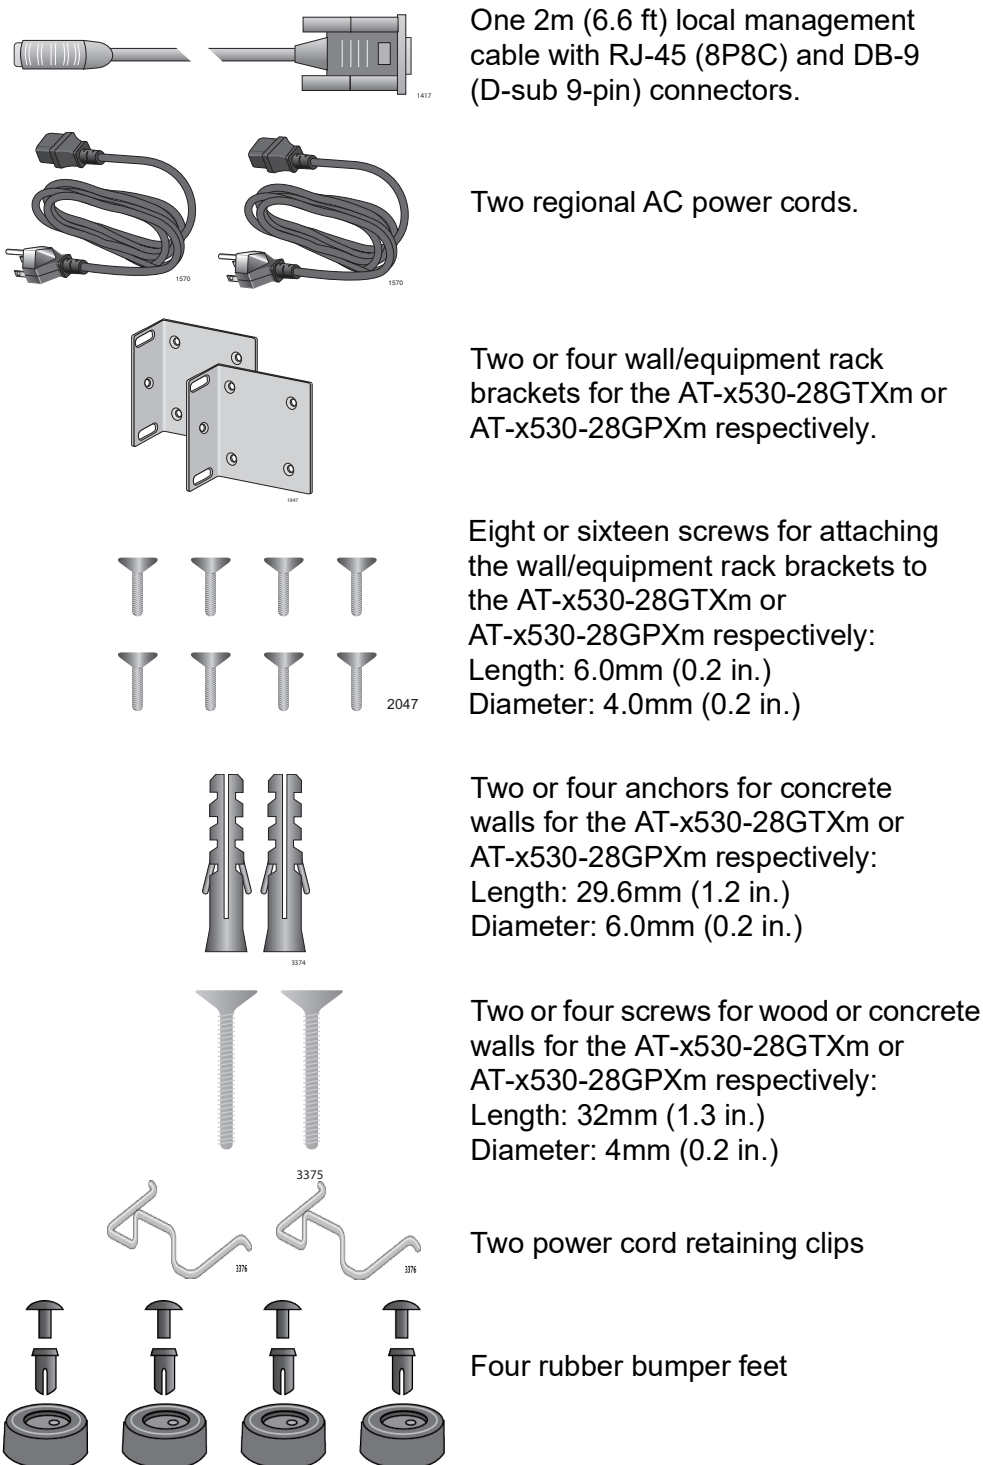 One 2m (6.6 ft) local management
cable with RJ-45 (8P8C) and DB-9
(D-sub 9-pin) connectors.
1417
Two regional AC power cords.
1570
1570
Two or four wall/equipment rack
brackets for the AT-x530-28GTXm or
AT-x530-28GPXm respectively.
1947
Eight or sixteen screws for attaching
the wall/equipment rack brackets to
the AT-x530-28GTXm or
AT-x530-28GPXm respectively:
Length: 6.0mm (0.2 in.)
Diameter: 4.0mm (0.2 in.)
2047
Two or four anchors for concrete
walls for the AT-x530-28GTXm or
AT-x530-28GPXm respectively:
Length: 29.6mm (1.2 in.)
Diameter: 6.0mm (0.2 in.)
3374
Two or four screws for wood or concrete
walls for the AT-x530-28GTXm or
AT-x530-28GPXm respectively:
Length: 32mm (1.3 in.)
Diameter: 4mm (0.2 in.)
3375
Two power cord retaining clips
3376
3376
Four rubber bumper feet